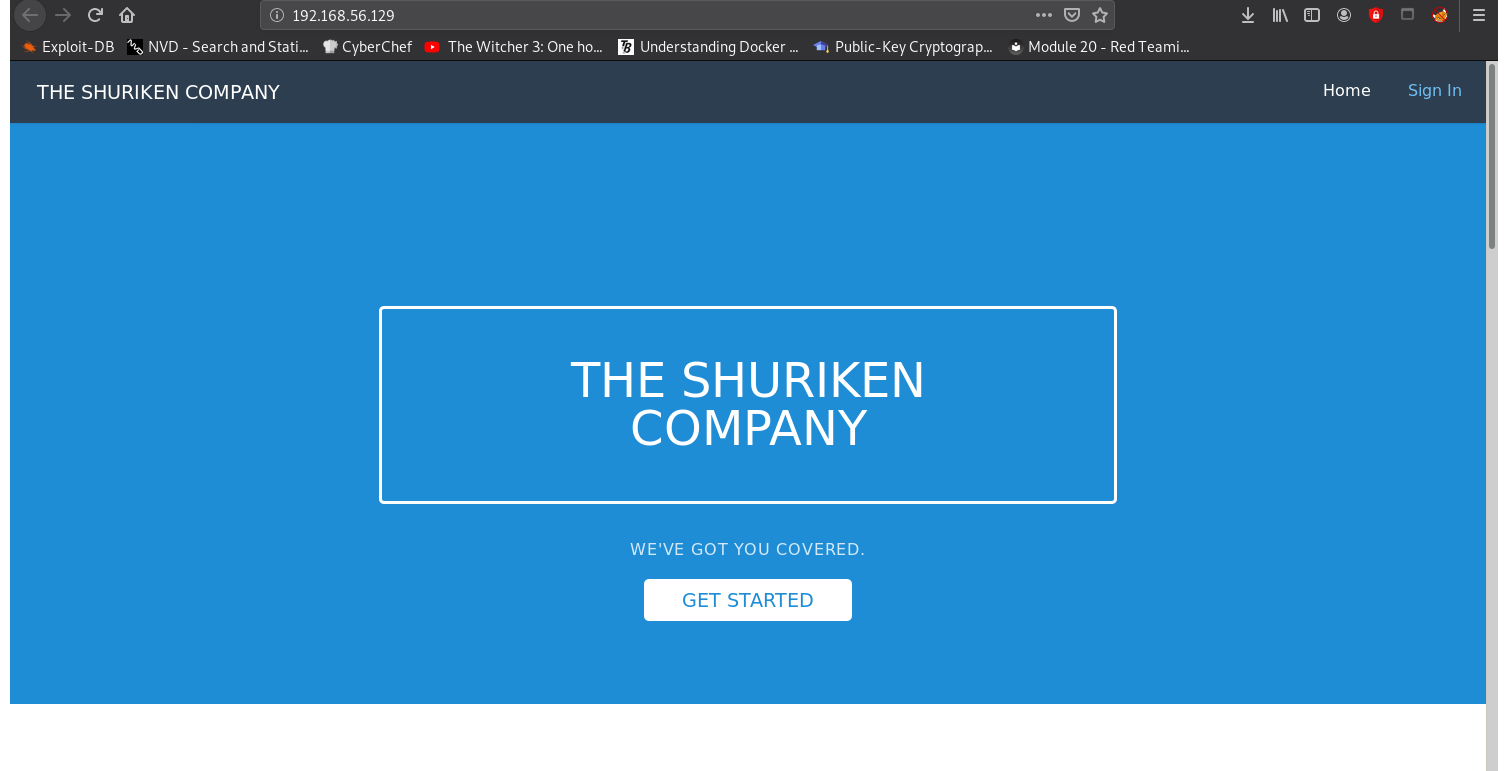 192.168.56.129
Exploit-DB NVD - Search and Stati... CyberChef The Witcher 3: One ho... Understanding Docker ... Public-Key Cryptograp... Module 20 - Red Teami...
THE SHURIKEN COMPANY Home Sign In
THE SHURIKEN
COMPANY
WE'VE GOT YOU COVERED.
GET STARTED